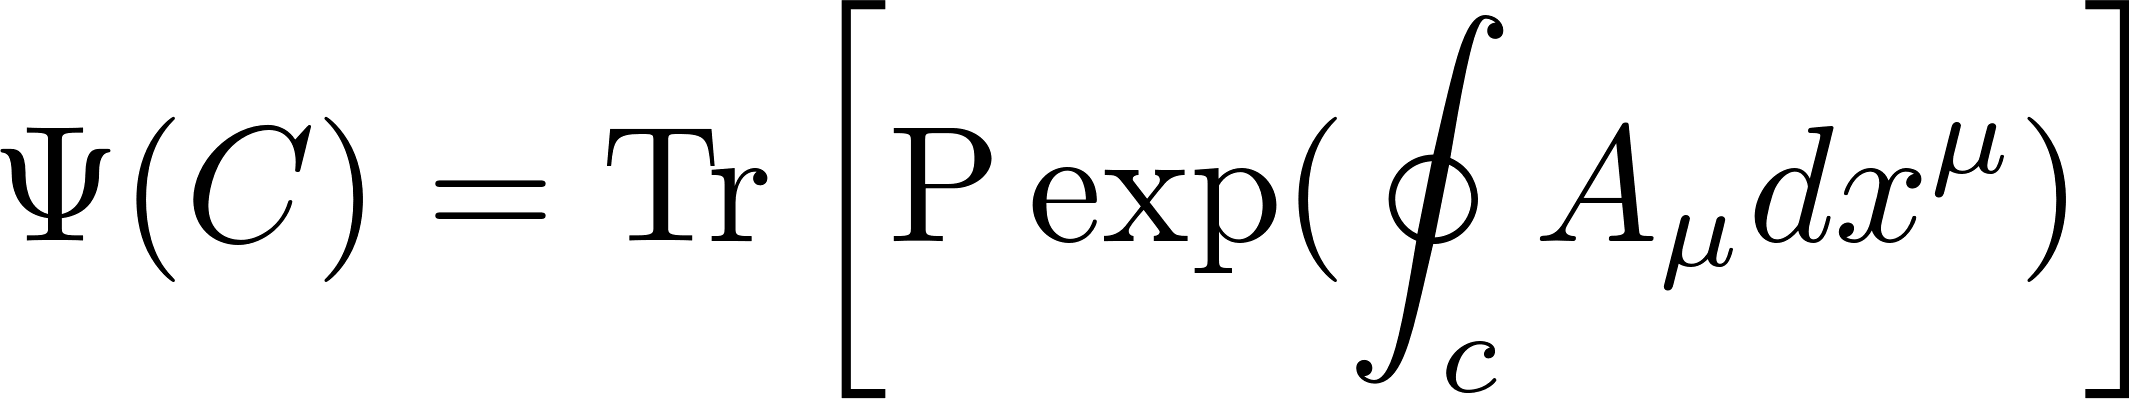 Ψ(C) = Tr [P exp(∮_c A_μ dx^μ)]